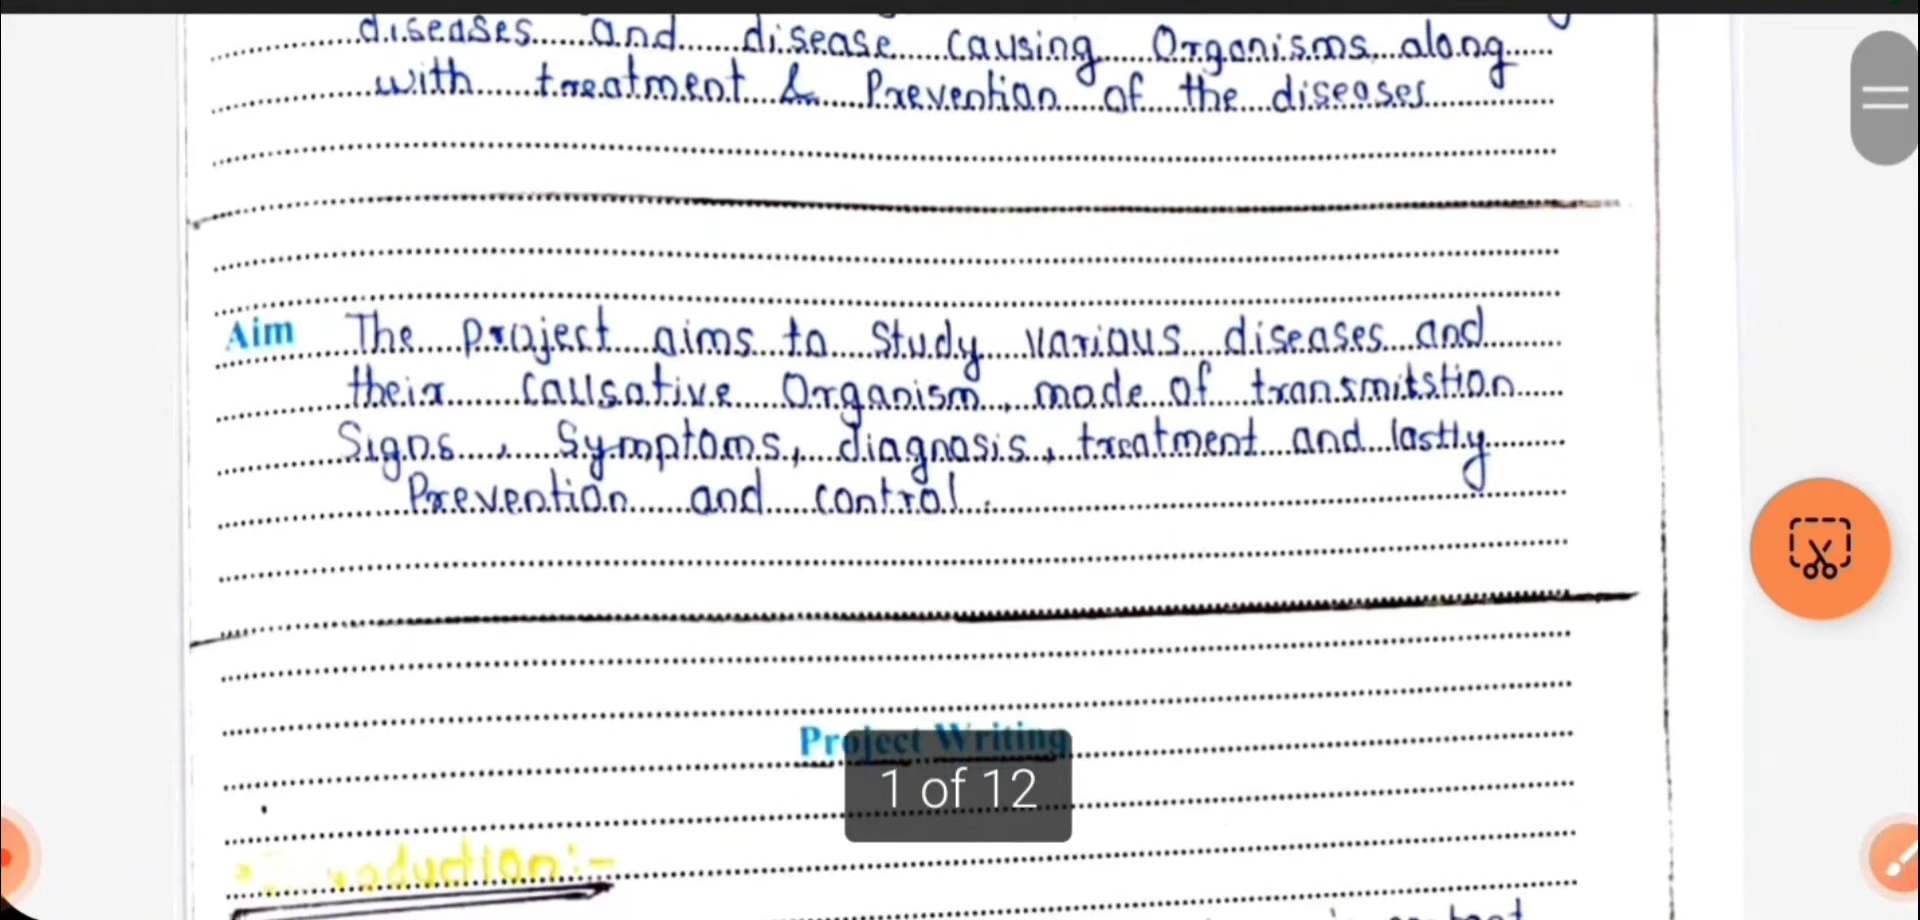 diseases and disease causing Organisms along
with treatment & Prevention of the diseases
Aim The project aims to study various diseases and
their causative Organism, mode of transmitstion
Signs, Symptoms, diagnosis, treatment and lastly
Prevention and control.
Project Writing
1 of 12